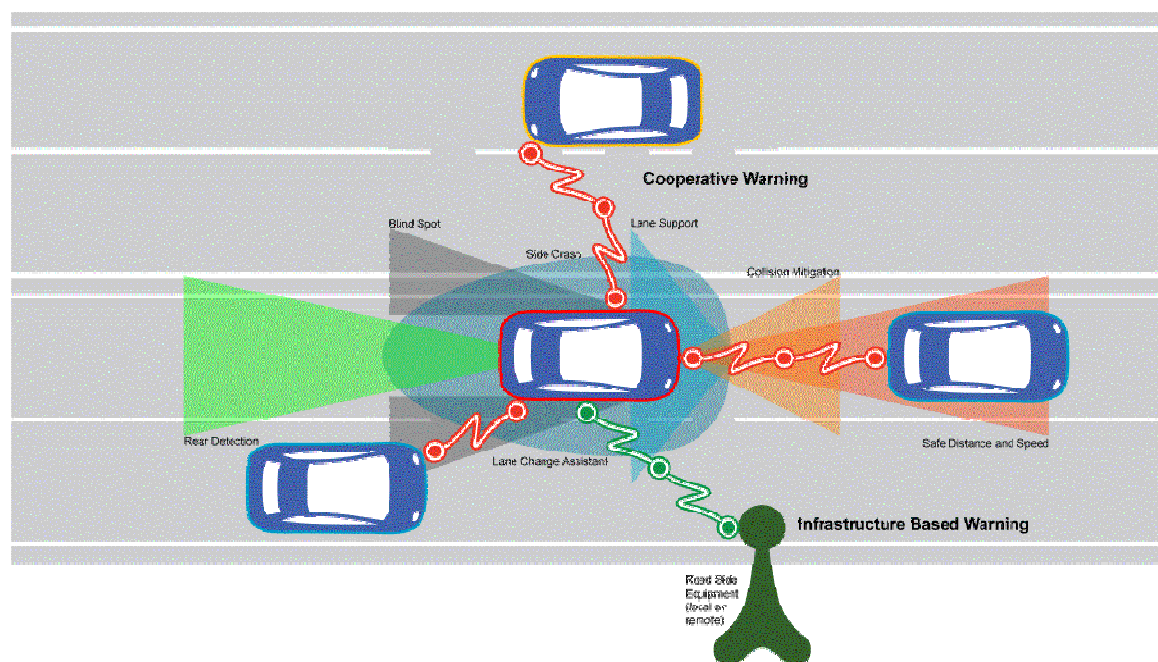 Cooperative Warning
Blind Spot
Lane Support
Side Crash
Collision Mitigation
Rear Detection
Safe Distance and Speed
Lane Change Assistant
Infrastructure Based Warning
Road Side
Equipment
(local or
remote)